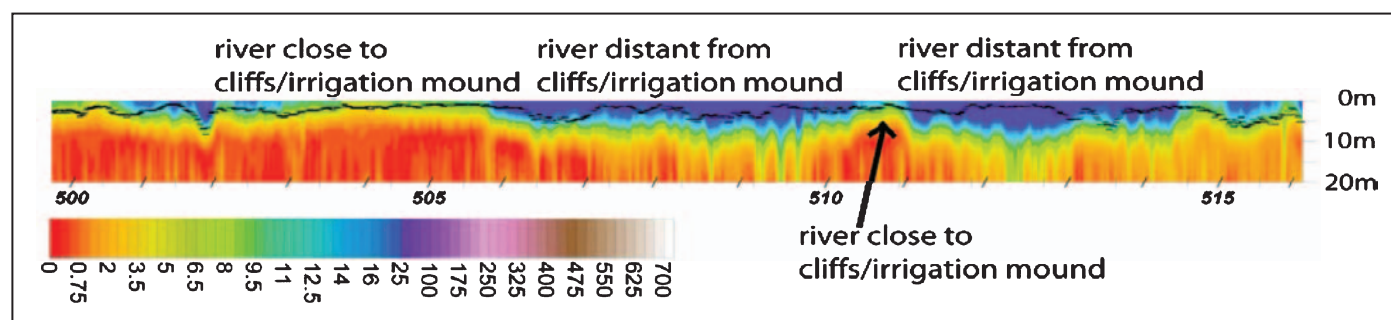 river close to
cliffs/irrigation mound
river distant from
cliffs/irrigation mound
river distant from
cliffs/irrigation mound
0m
10m
20m
500
505
510
515
river close to
cliffs/irrigation mound
0
0.75
2
3.5
5
6.5
8
9.5
11
12.5
14
16
25
100
175
250
325
400
475
550
625
700